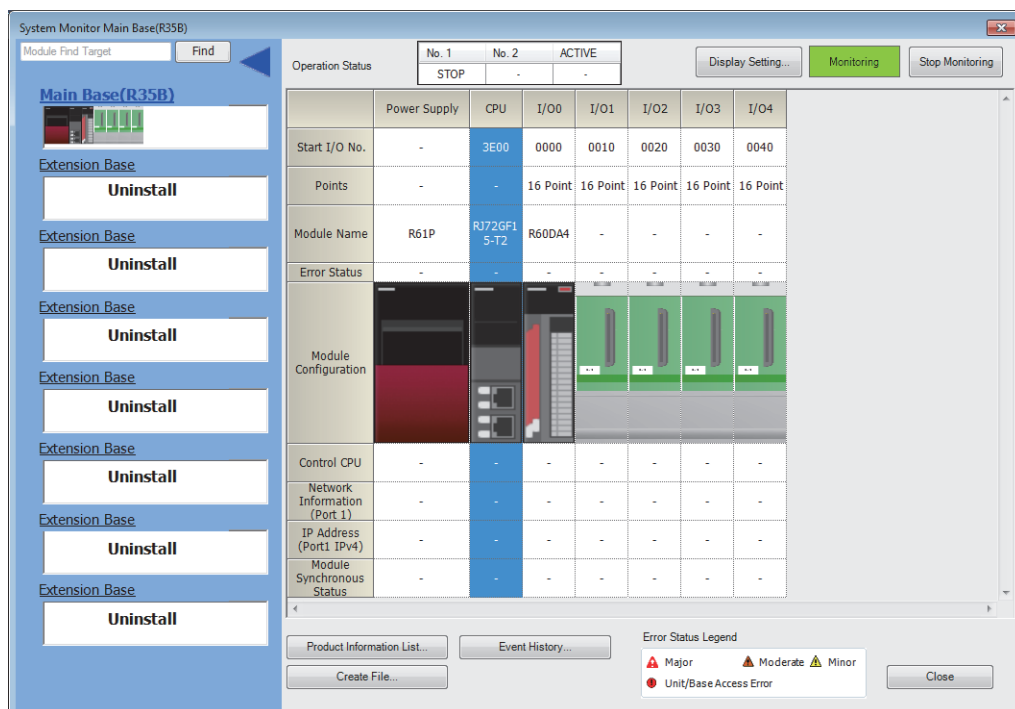 System Monitor Main Base(R35B)
Module Find Target Find
Main Base(R35B)
Extension Base
Uninstall
Extension Base
Uninstall
Extension Base
Uninstall
Extension Base
Uninstall
Extension Base
Uninstall
Extension Base
Uninstall
Extension Base
Uninstall
Operation Status
No. 1 No. 2 ACTIVE
STOP - -
Display Setting... Monitoring Stop Monitoring
Power Supply CPU I/O0 I/O1 I/O2 I/O3 I/O4
Start I/O No. - 3E00 0000 0010 0020 0030 0040
Points - - 16 Point 16 Point 16 Point 16 Point 16 Point
Module Name R61P RJ72GF1 R60DA4 - - - -
5-T2
Error Status - - - - - - -
Module
Configuration
Control CPU - - - - - - -
Network
Information - - - - - - -
(Port 1)
IP Address
(Port1 IPv4) - - - - - - -
Module
Synchronous - - - - - - -
Status
Product Information List... Event History...
Create File...
Error Status Legend
Major Moderate Minor
Unit/Base Access Error
Close